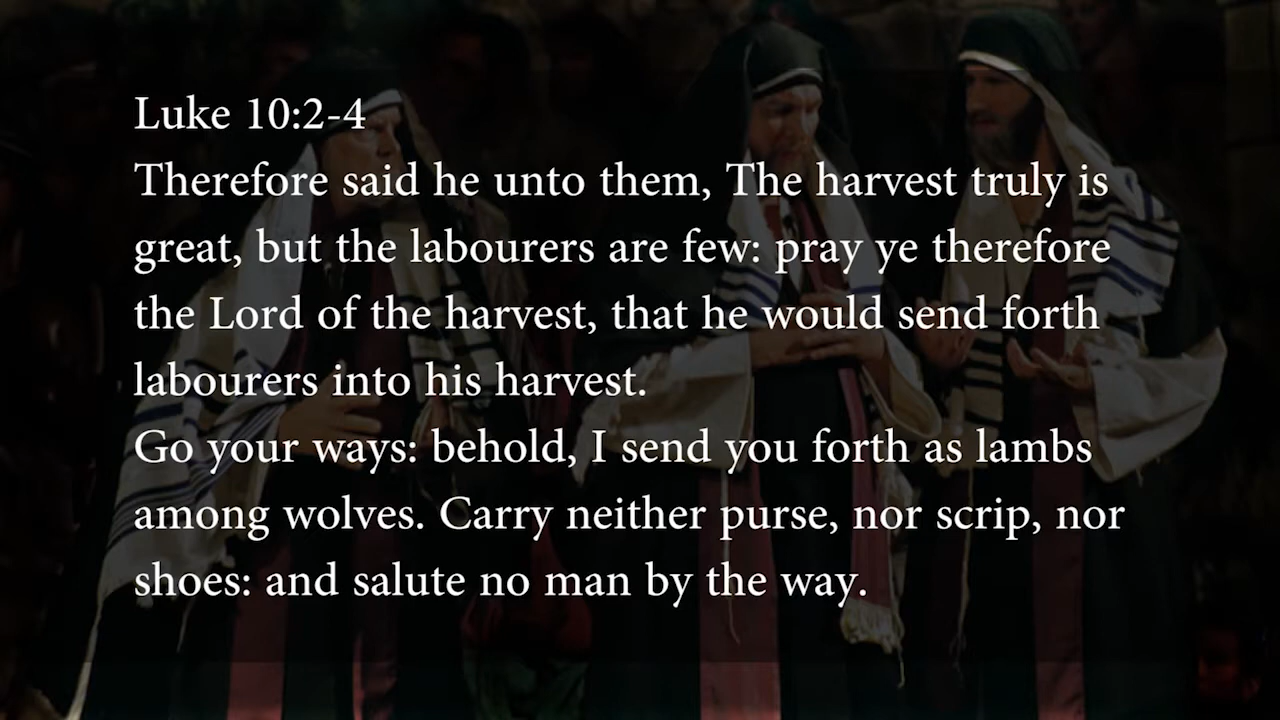 Luke 10:2-4
Therefore said he unto them, The harvest truly is
great, but the labourers are few: pray ye therefore
the Lord of the harvest, that he would send forth
labourers into his harvest.
Go your ways: behold, I send you forth as lambs
among wolves. Carry neither purse, nor scrip, nor
shoes: and salute no man by the way.